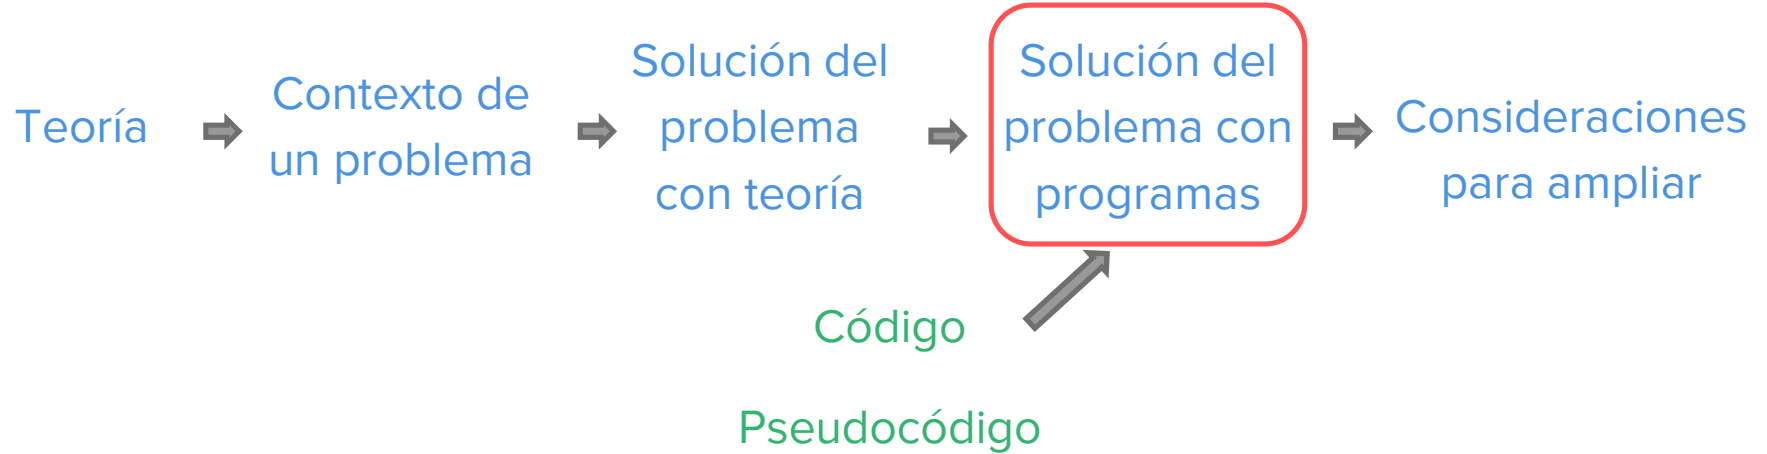 Teoría
Contexto de
un problema
Solución del
problema
con teoría
Solución del
problema con
programas
Consideraciones
para ampliar
Código
Pseudocódigo